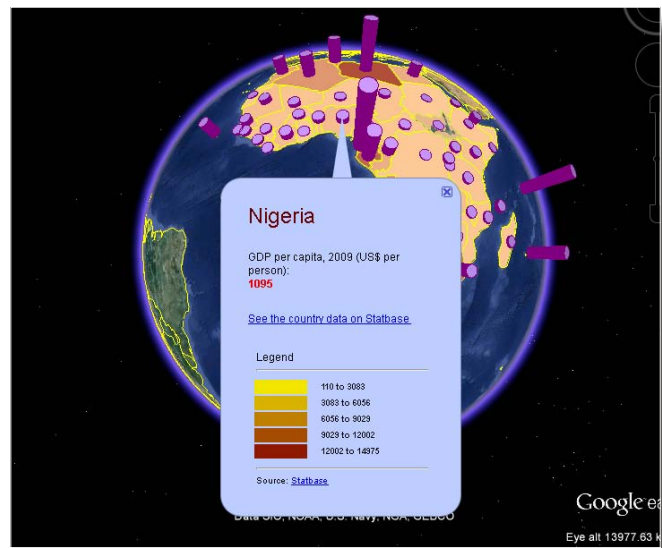 Nigeria
GDP per capita, 2009 (US$ per
person):
1095
See the country data on Statbase
Legend
110 to 3083
3083 to 6056
6056 to 9029
9029 to 12002
12002 to 14975
Source: Statbase
Data SIO, NOAA, U.S. Navy, NGA, GEBCO
Google ea
Eye alt 13977.63 k